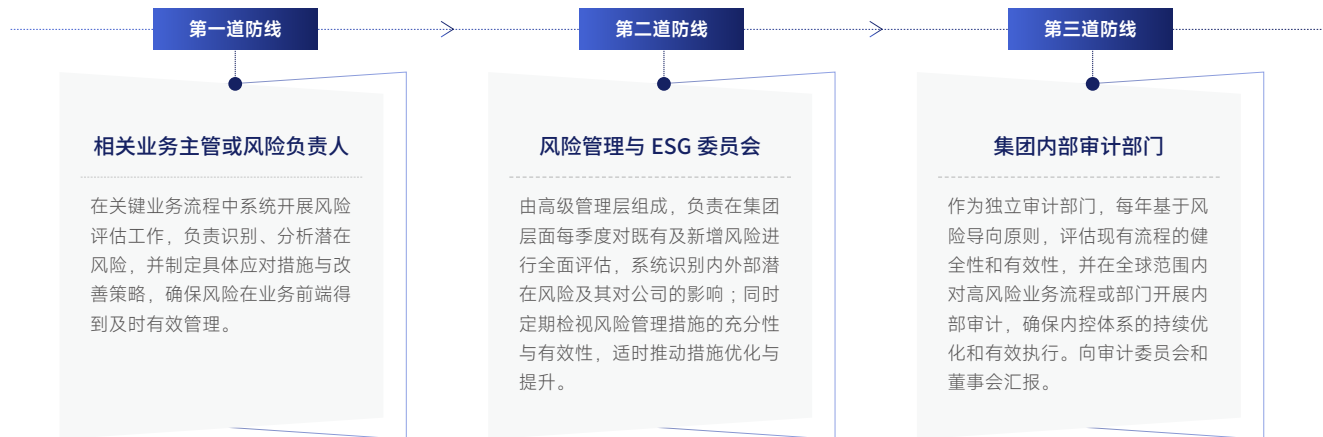 第一道防线
相关业务主管或风险负责人
在关键业务流程中系统开展风险
评估工作，负责识别、分析潜在
风险，并制定具体应对措施与改
善策略，确保风险在业务前端得
到及时有效管理。
第二道防线
风险管理与 ESG 委员会
由高级管理层组成，负责在集团
层面每季度对既有及新增风险进
行全面评估，系统识别内外部潜
在风险及其对公司的影响；同时
定期检视风险管理措施的充分性
与有效性，适时推动措施优化与
提升。
第三道防线
集团内部审计部门
作为独立审计部门，每年基于风
险导向原则，评估现有流程的健
全性和有效性，并在全球范围内
对高风险业务流程或部门开展内
部审计，确保内控体系的持续优
化和有效执行。向审计委员会和
董事会汇报。